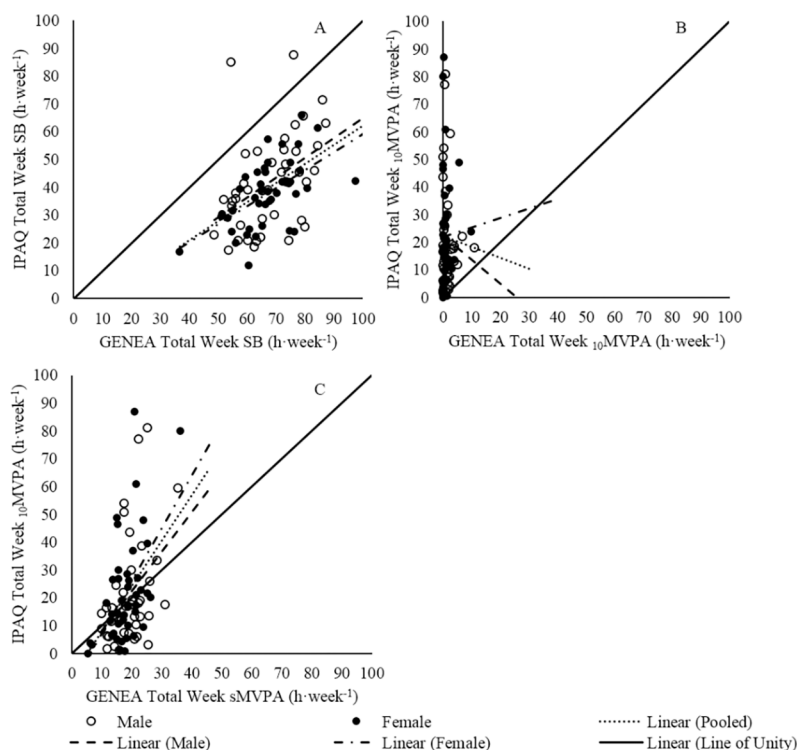 A
IPAQ Total Week SB (h·week⁻¹)
100
90
80
70
60
50
40
30
20
10
0
0 10 20 30 40 50 60 70 80 90 100
GENEA Total Week SB (h·week⁻¹)
B
IPAQ Total Week ₁₀MVPA (h·week⁻¹)
100
90
80
70
60
50
40
30
20
10
0
0 10 20 30 40 50 60 70 80 90 100
GENEA Total Week ₁₀MVPA (h·week⁻¹)
C
IPAQ Total Week ₁₀MVPA (h·week⁻¹)
100
90
80
70
60
50
40
30
20
10
0
0 10 20 30 40 50 60 70 80 90 100
GENEA Total Week sMVPA (h·week⁻¹)
Male Female Linear (Pooled)
Linear (Male) Linear (Female) Linear (Line of Unity)